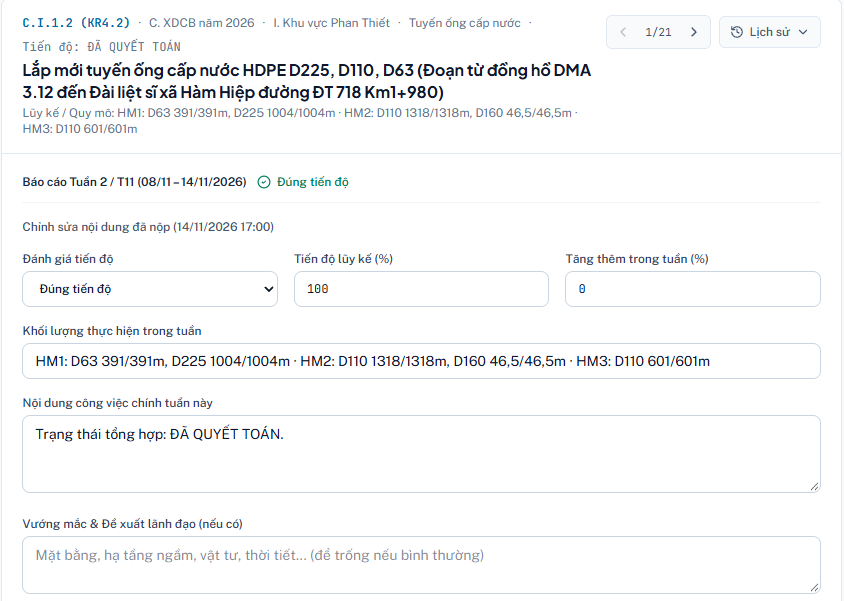 C.I.1.2 (KR4.2) · C. XDCB năm 2026 · I. Khu vực Phan Thiết · Tuyến ống cấp nước ·
Tiến độ: ĐÃ QUYẾT TOÁN
1/21
Lịch sử
Lắp mới tuyến ống cấp nước HDPE D225, D110, D63 (Đoạn từ đồng hồ DMA
3.12 đến Đài liệt sĩ xã Hàm Hiệp đường ĐT 718 Km1+980)
Lũy kế / Quy mô: HM1: D63 391/391m, D225 1004/1004m · HM2: D110 1318/1318m, D160 46,5/46,5m ·
HM3: D110 601/601m
Báo cáo Tuần 2 / T11 (08/11 – 14/11/2026) Đúng tiến độ
Chỉnh sửa nội dung đã nộp (14/11/2026 17:00)
Đánh giá tiến độ
Tiến độ lũy kế (%)
Tăng thêm trong tuần (%)
Đúng tiến độ
100
0
Khối lượng thực hiện trong tuần
HM1: D63 391/391m, D225 1004/1004m · HM2: D110 1318/1318m, D160 46,5/46,5m · HM3: D110 601/601m
Nội dung công việc chính tuần này
Trạng thái tổng hợp: ĐÃ QUYẾT TOÁN.
Vướng mắc & Đề xuất lãnh đạo (nếu có)
Mặt bằng, hạ tầng ngầm, vật tư, thời tiết... (để trống nếu bình thường)